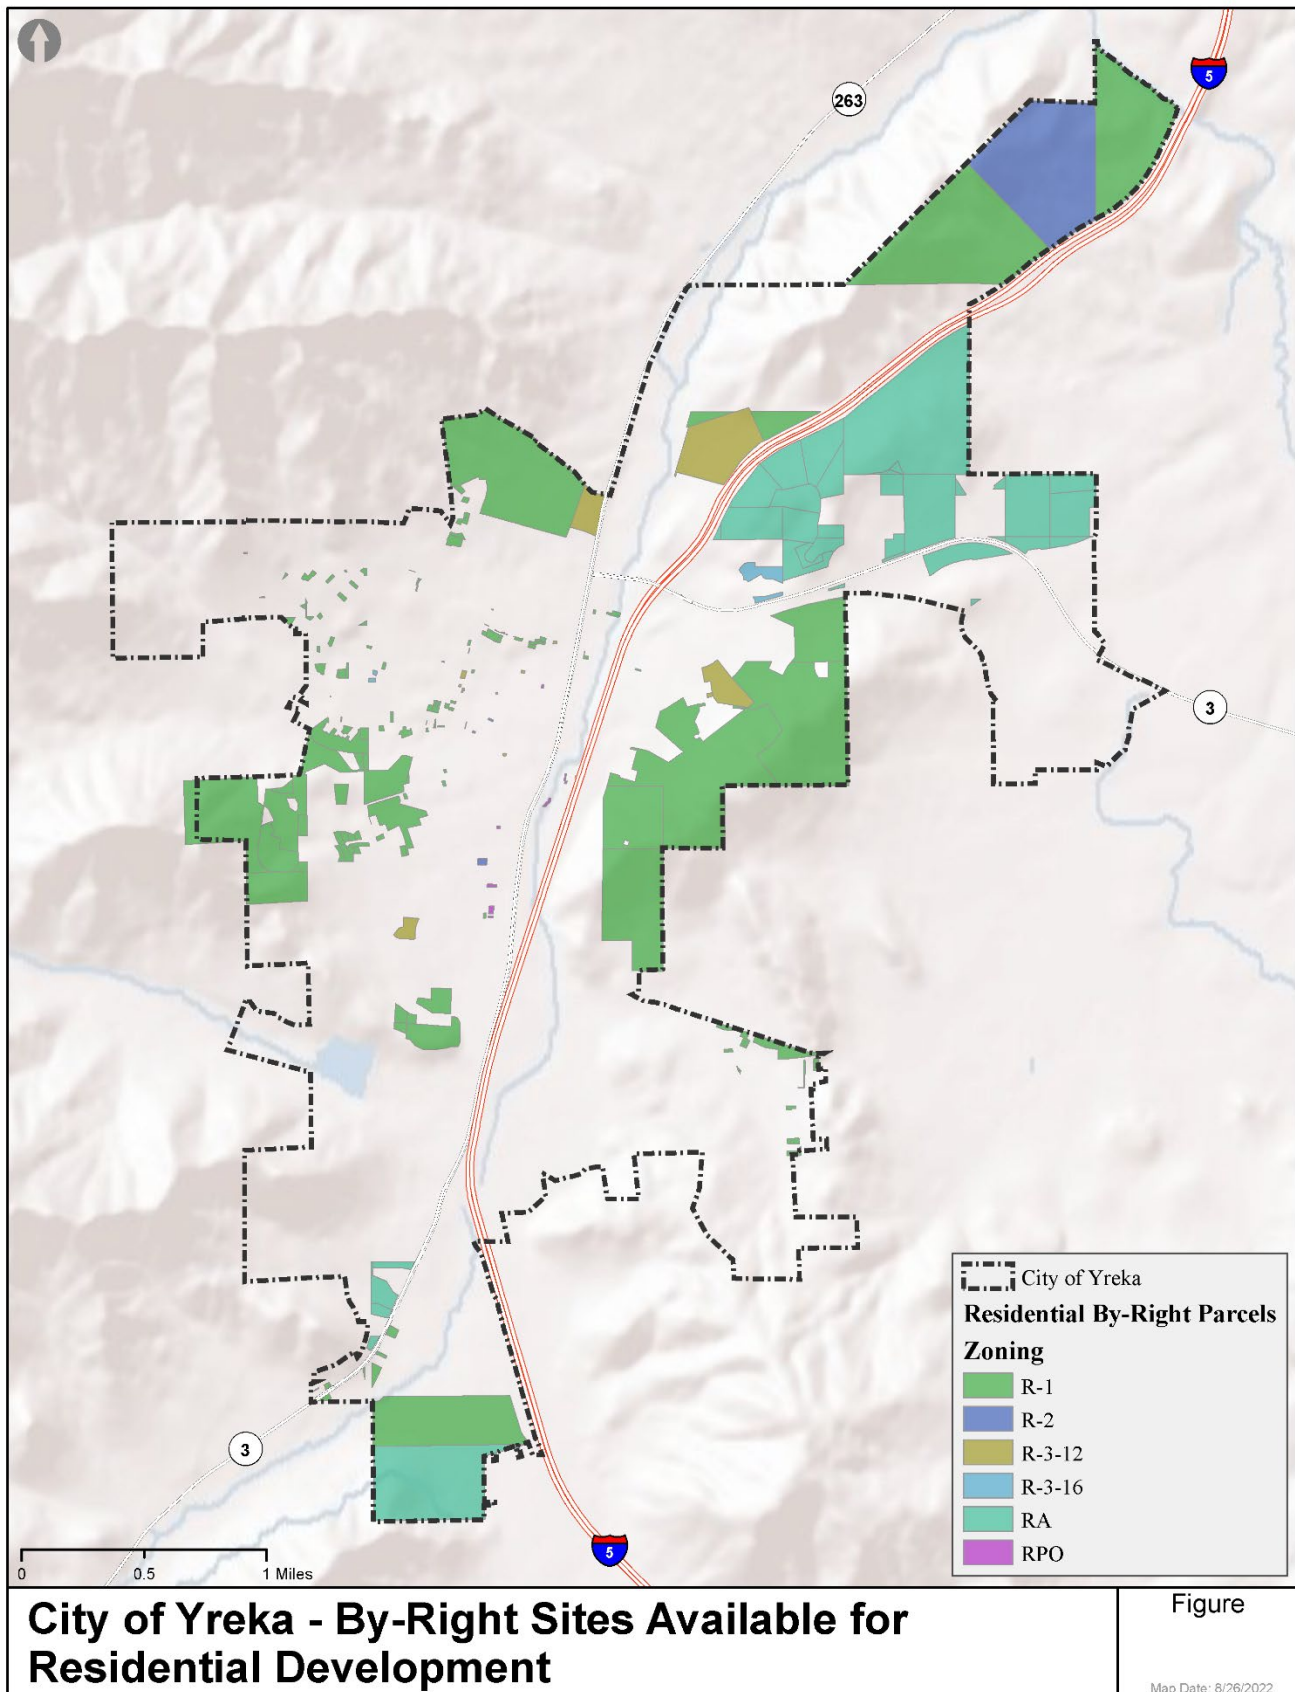 5
263
3
City of Yreka
Residential By-Right Parcels
Zoning
R-1
R-2
R-3-12
R-3-16
RA
RPO
3
5
0 0.5 1 Miles
City of Yreka - By-Right Sites Available for
Residential Development
Figure
Map Date: 8/26/2022